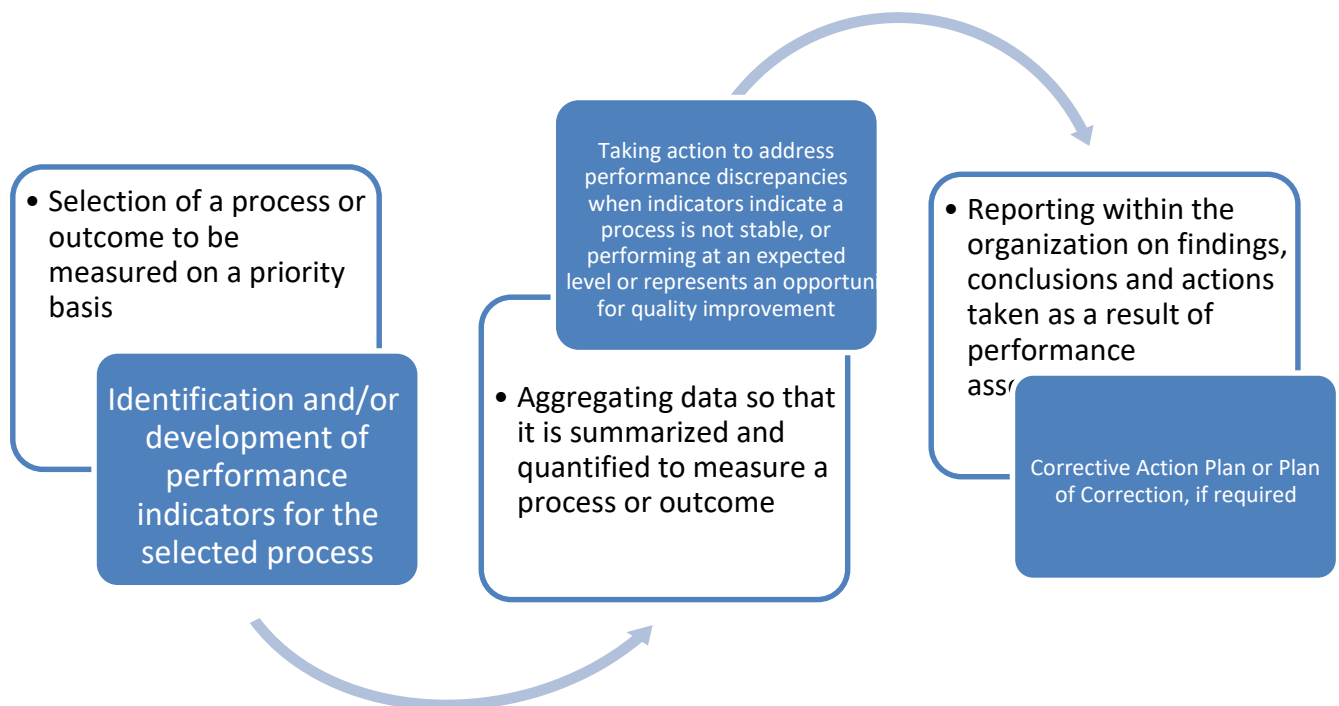 • Selection of a process or
outcome to be
measured on a priority
basis
Identification and/or
development of
performance
indicators for the
selected process
Taking action to address
performance discrepancies
when indicators indicate a
process is not stable, or
performing at an expected
level or represents an opportuni
for quality improvement
• Aggregating data so that
it is summarized and
quantified to measure a
process or outcome
• Reporting within the
organization on findings,
conclusions and actions
taken as a result of
performance
Corrective Action Plan or Plan
of Correction, if required